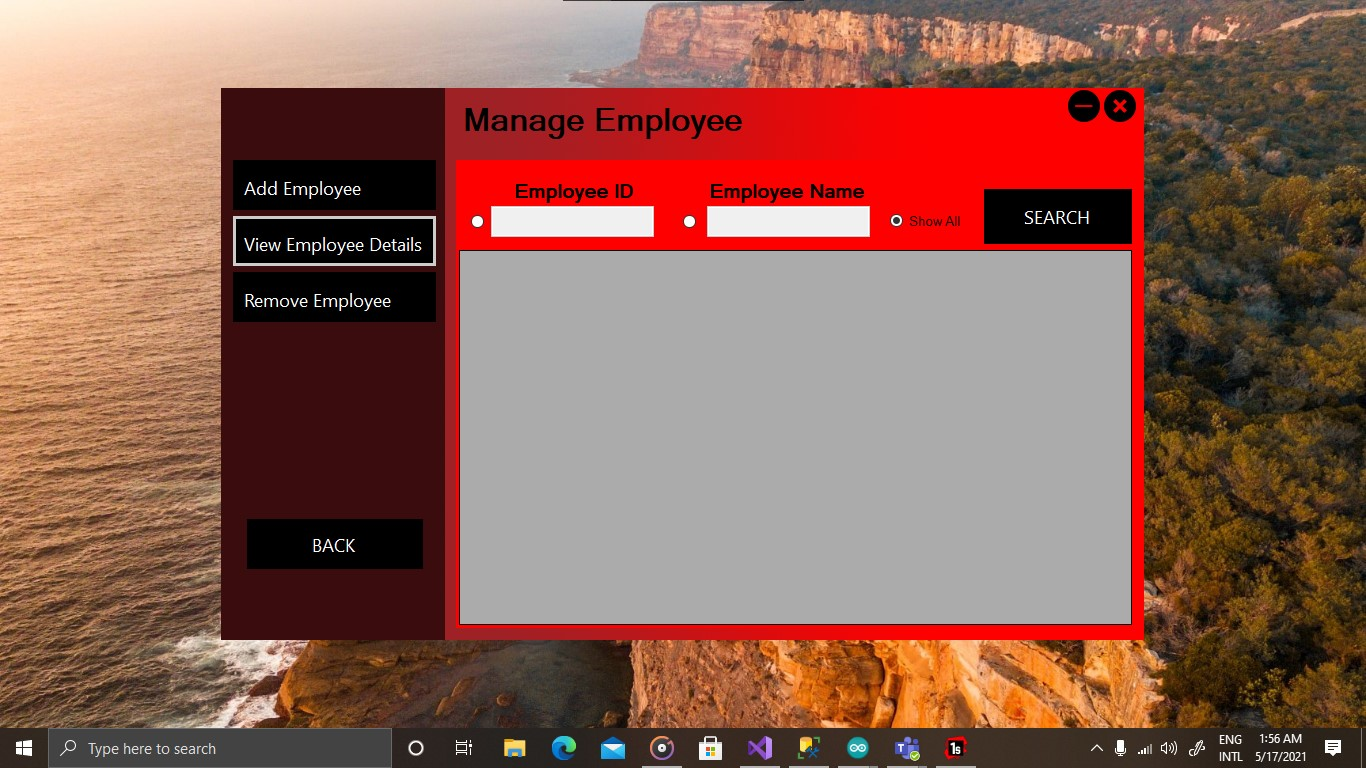 Manage Employee
Add Employee
View Employee Details
Remove Employee
BACK
Employee ID
Employee Name
Show All
SEARCH
Type here to search
1s
ENG
INTL
1:56 AM
5/17/2021